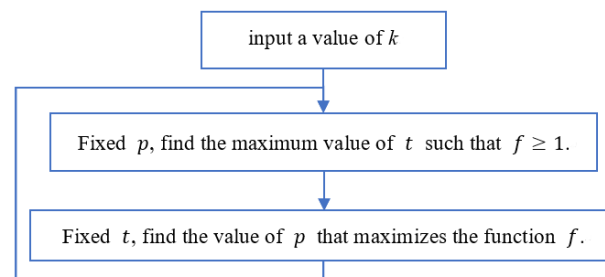 input a value of k
Fixed p, find the maximum value of t such that f ≥ 1.
Fixed t, find the value of p that maximizes the function f.